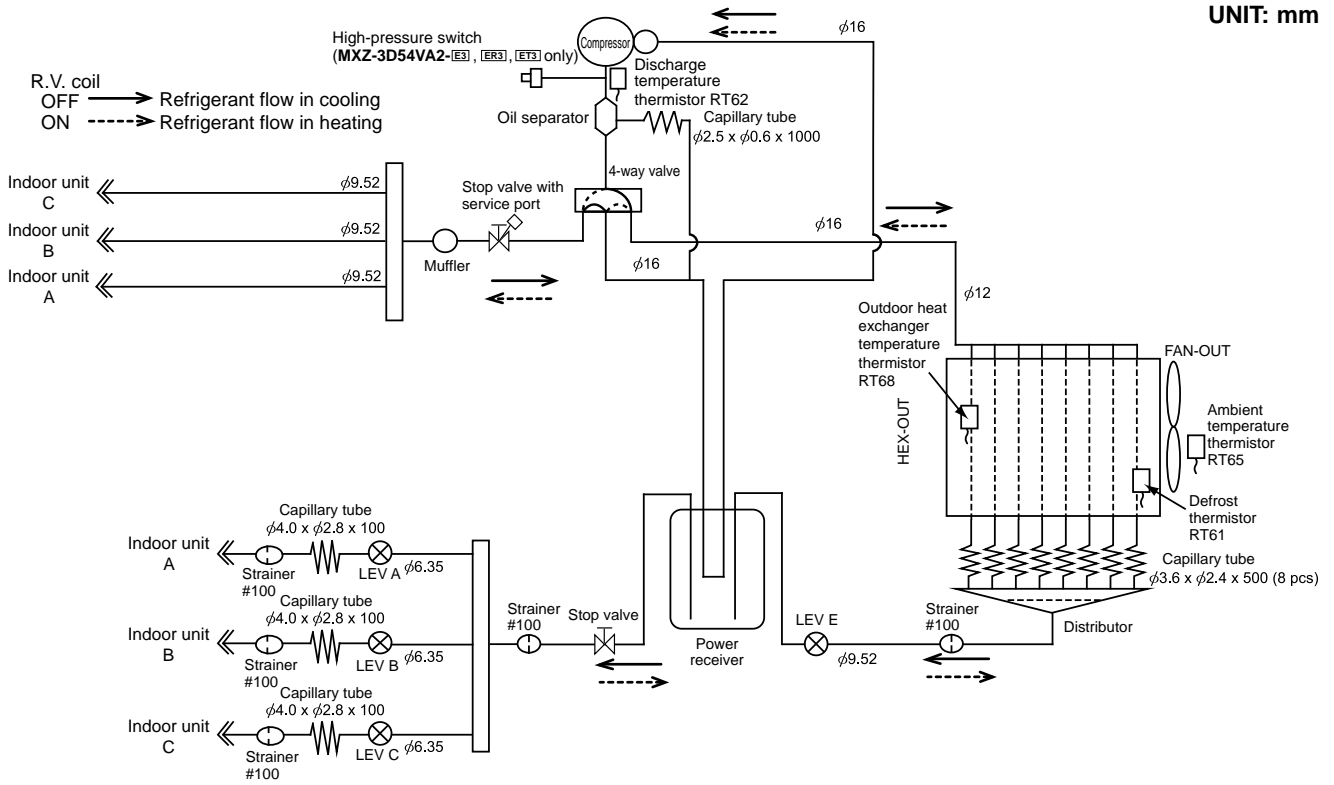 UNIT: mm
High-pressure switch
(MXZ-3D54VA2-E3, ER3, ET3 only)
Compressor
φ16
Discharge
temperature
thermistor RT62
R.V. coil
OFF Refrigerant flow in cooling
ON Refrigerant flow in heating
Oil separator
Capillary tube
φ2.5 x φ0.6 x 1000
4-way valve
Indoor unit
C
φ9.52
Stop valve with
service port
Indoor unit
B
φ9.52
Muffler
φ16
Indoor unit
A
φ9.52
φ16
φ12
Outdoor heat
exchanger
temperature
thermistor
RT68
FAN-OUT
HEX-OUT
Ambient
temperature
thermistor
RT65
Defrost
thermistor
RT61
Capillary tube
φ3.6 x φ2.4 x 500 (8 pcs)
Distributor
Capillary tube
φ4.0 x φ2.8 x 100
Indoor unit
A
Strainer
#100
LEV A
φ6.35
Capillary tube
φ4.0 x φ2.8 x 100
Indoor unit
B
Strainer
#100
LEV B
φ6.35
Capillary tube
φ4.0 x φ2.8 x 100
Indoor unit
C
Strainer
#100
LEV C
φ6.35
Strainer
#100
Stop valve
Power
receiver
LEV E
φ9.52
Strainer
#100